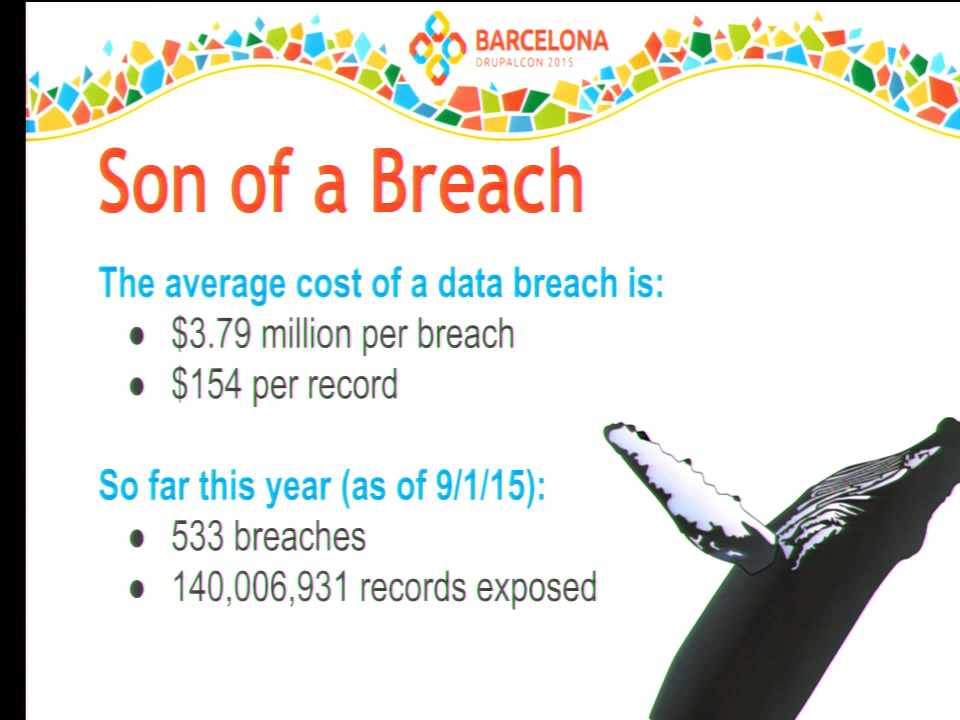 BARCELONA
DRUPALCON 2015
Son of a Breach
The average cost of a data breach is:
● $3.79 million per breach
● $154 per record
So far this year (as of 9/1/15):
● 533 breaches
● 140,006,931 records exposed